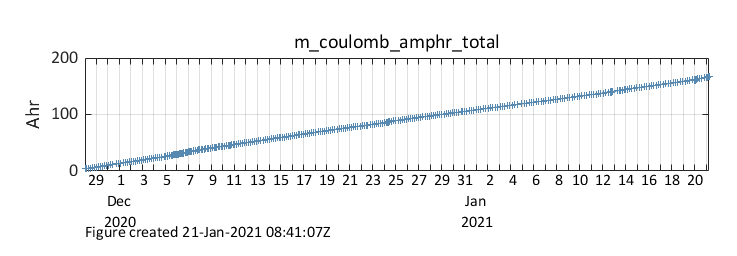 m_coulomb_amphr_total
200
100
0
Ahr
29 1 3 5 7 9 11 13 15 17 19 21 23 25 27 29 31 2 4 6 8 10 12 14 16 18 20
Dec Jan
2020 2021
Figure created 21-Jan-2021 08:41:07Z